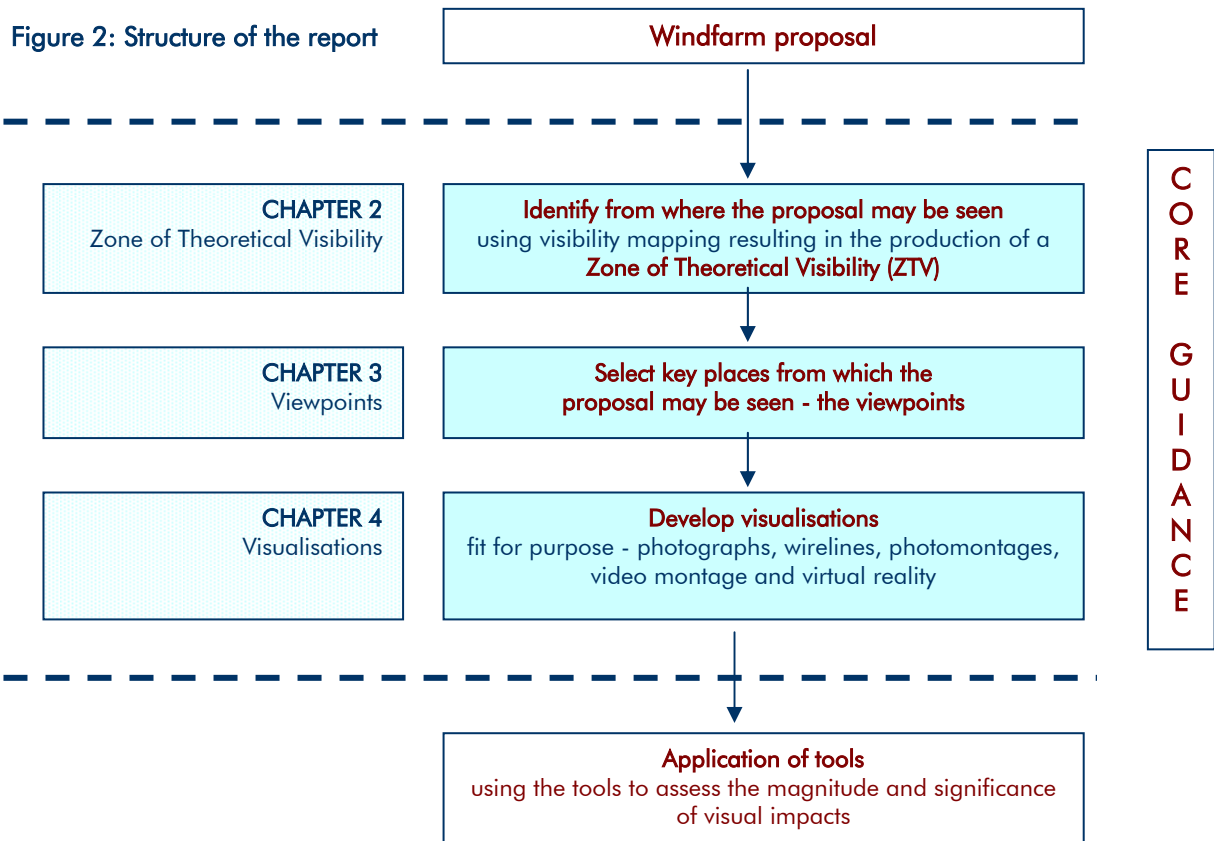 Figure 2: Structure of the report
Windfarm proposal
CHAPTER 2
Zone of Theoretical Visibility
Identify from where the proposal may be seen
using visibility mapping resulting in the production of a
Zone of Theoretical Visibility (ZTV)
CHAPTER 3
Viewpoints
Select key places from which the
proposal may be seen - the viewpoints
CHAPTER 4
Visualisations
Develop visualisations
fit for purpose - photographs, wirelines, photomontages,
video montage and virtual reality
Application of tools
using the tools to assess the magnitude and significance
of visual impacts
CORE GUIDANCE